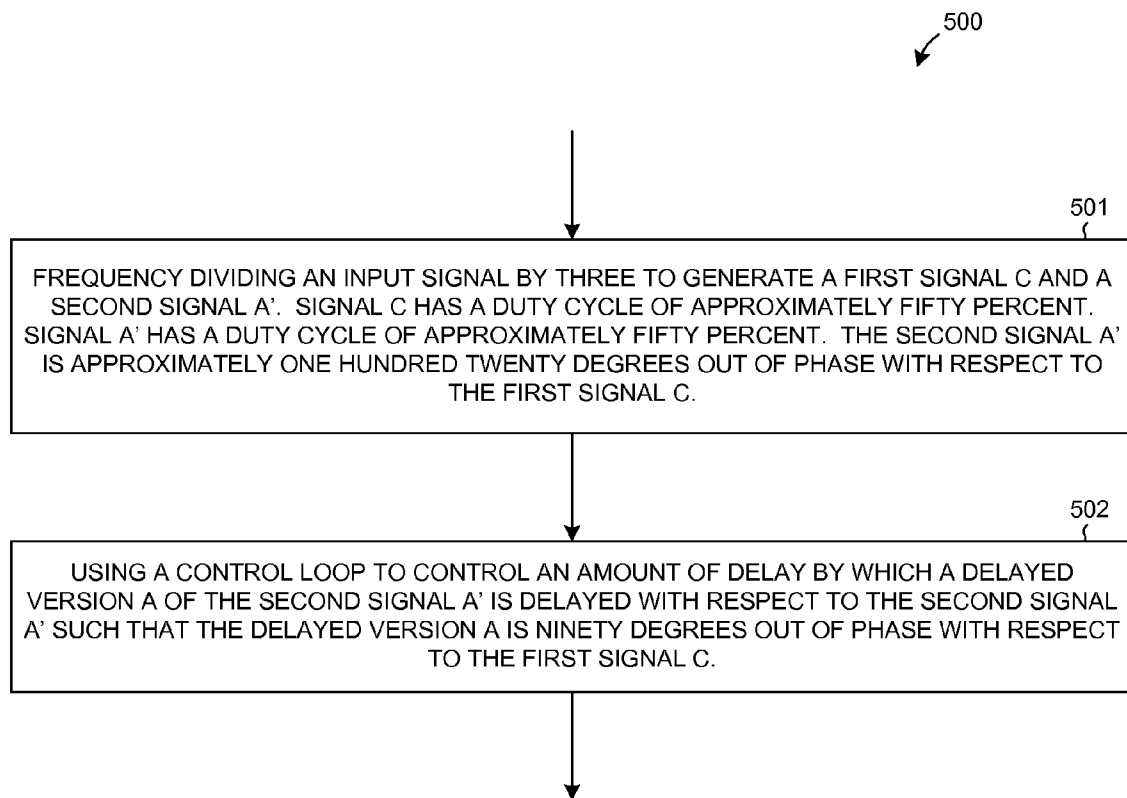 500
501
FREQUENCY DIVIDING AN INPUT SIGNAL BY THREE TO GENERATE A FIRST SIGNAL C AND A
SECOND SIGNAL A’.  SIGNAL C HAS A DUTY CYCLE OF APPROXIMATELY FIFTY PERCENT.
SIGNAL A’ HAS A DUTY CYCLE OF APPROXIMATELY FIFTY PERCENT.  THE SECOND SIGNAL A’
IS APPROXIMATELY ONE HUNDRED TWENTY DEGREES OUT OF PHASE WITH RESPECT TO
THE FIRST SIGNAL C.
502
USING A CONTROL LOOP TO CONTROL AN AMOUNT OF DELAY BY WHICH A DELAYED
VERSION A OF THE SECOND SIGNAL A’ IS DELAYED WITH RESPECT TO THE SECOND SIGNAL
A’ SUCH THAT THE DELAYED VERSION A IS NINETY DEGREES OUT OF PHASE WITH RESPECT
TO THE FIRST SIGNAL C.